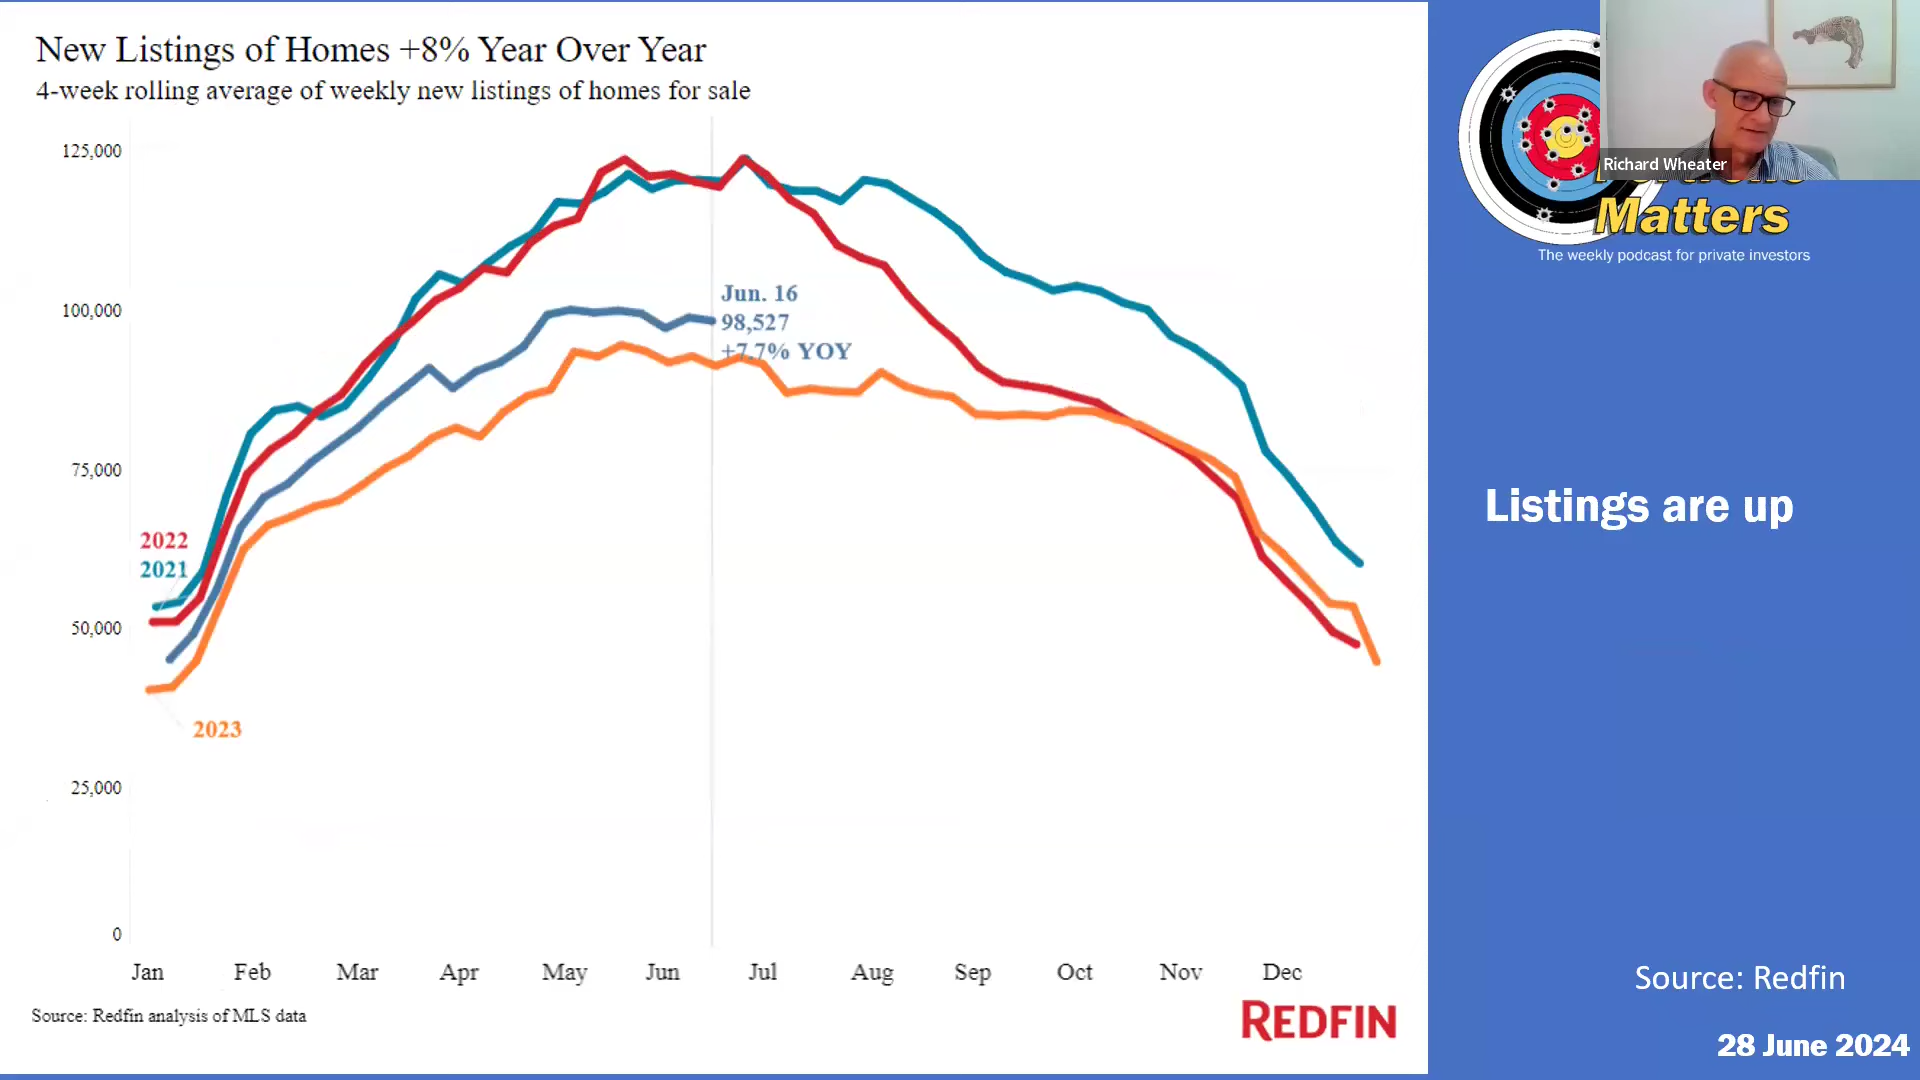 New Listings of Homes +8% Year Over Year
4-week rolling average of weekly new listings of homes for sale
125,000
100,000
75,000
50,000
25,000
0
2022
2021
2023
Jun. 16
98,527
+7.7% YOY
Jan Feb Mar Apr May Jun Jul Aug Sep Oct Nov Dec
Source: Redfin analysis of MLS data
REDFIN
Richard Wheater
Matters
The weekly podcast for private investors
Listings are up
Source: Redfin
28 June 2024